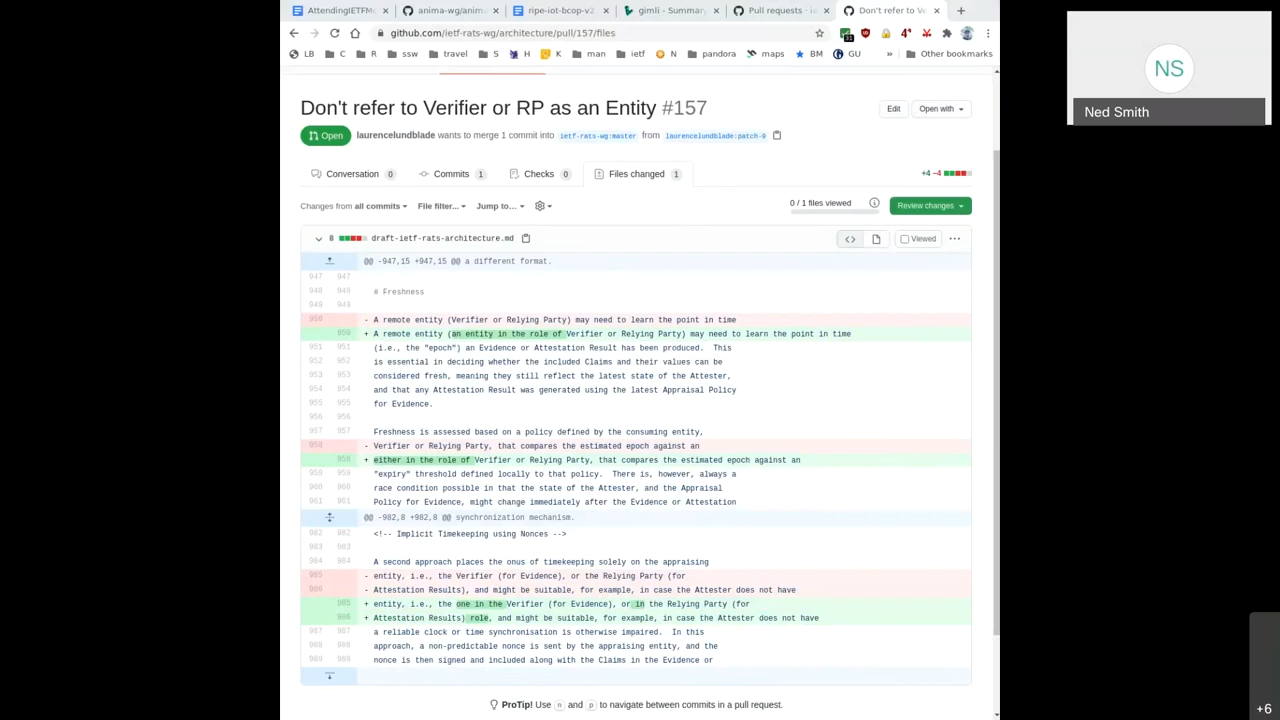 AttendingIETFMe
anima-wg/anima
ripe-iot-bcop-v2
gimli - Summary
Pull requests · ie
Don't refer to Ve
github.com/ietf-rats-wg/architecture/pull/157/files
LB C R ssw travel S H K man ietf N pandora maps BM GU » Other bookmarks
NS
Ned Smith
Don't refer to Verifier or RP as an Entity #157
Edit
Open with
Open
laurencelundblade wants to merge 1 commit into ietf-rats-wg:master from laurencelundblade:patch-9
Conversation 0
Commits 1
Checks 0
Files changed 1
+4 −4
Changes from all commits
File filter...
Jump to...
0 / 1 files viewed
Review changes
8 draft-ietf-rats-architecture.md
Viewed
@@ -947,15 +947,15 @@ a different format.
947 947
948 948 # Freshness
949 949
950 - A remote entity (Verifier or Relying Party) may need to learn the point in time
950 + A remote entity (an entity in the role of Verifier or Relying Party) may need to learn the point in time
951 951 (i.e., the "epoch") an Evidence or Attestation Result has been produced.  This
952 952 is essential in deciding whether the included Claims and their values can be
953 953 considered fresh, meaning they still reflect the latest state of the Attester,
954 954 and that any Attestation Result was generated using the latest Appraisal Policy
955 955 for Evidence.
956 956
957 957 Freshness is assessed based on a policy defined by the consuming entity,
958 - Verifier or Relying Party, that compares the estimated epoch against an
958 + either in the role of Verifier or Relying Party, that compares the estimated epoch against an
959 959 "expiry" threshold defined locally to that policy.  There is, however, always a
960 960 race condition possible in that the state of the Attester, and the Appraisal
961 961 Policy for Evidence, might change immediately after the Evidence or Attestation
@@ -982,8 +982,8 @@ synchronization mechanism.
982 982 <!-- Implicit Timekeeping using Nonces -->
983 983
984 984 A second approach places the onus of timekeeping solely on the appraising
985 - entity, i.e., the Verifier (for Evidence), or the Relying Party (for
986 - Attestation Results), and might be suitable, for example, in case the Attester does not have
985 + entity, i.e., the one in the Verifier (for Evidence), or in the Relying Party (for
986 + Attestation Results) role, and might be suitable, for example, in case the Attester does not have
987 987 a reliable clock or time synchronisation is otherwise impaired.  In this
988 988 approach, a non-predictable nonce is sent by the appraising entity, and the
989 989 nonce is then signed and included along with the Claims in the Evidence or
ProTip! Use n and p to navigate between commits in a pull request.
+6